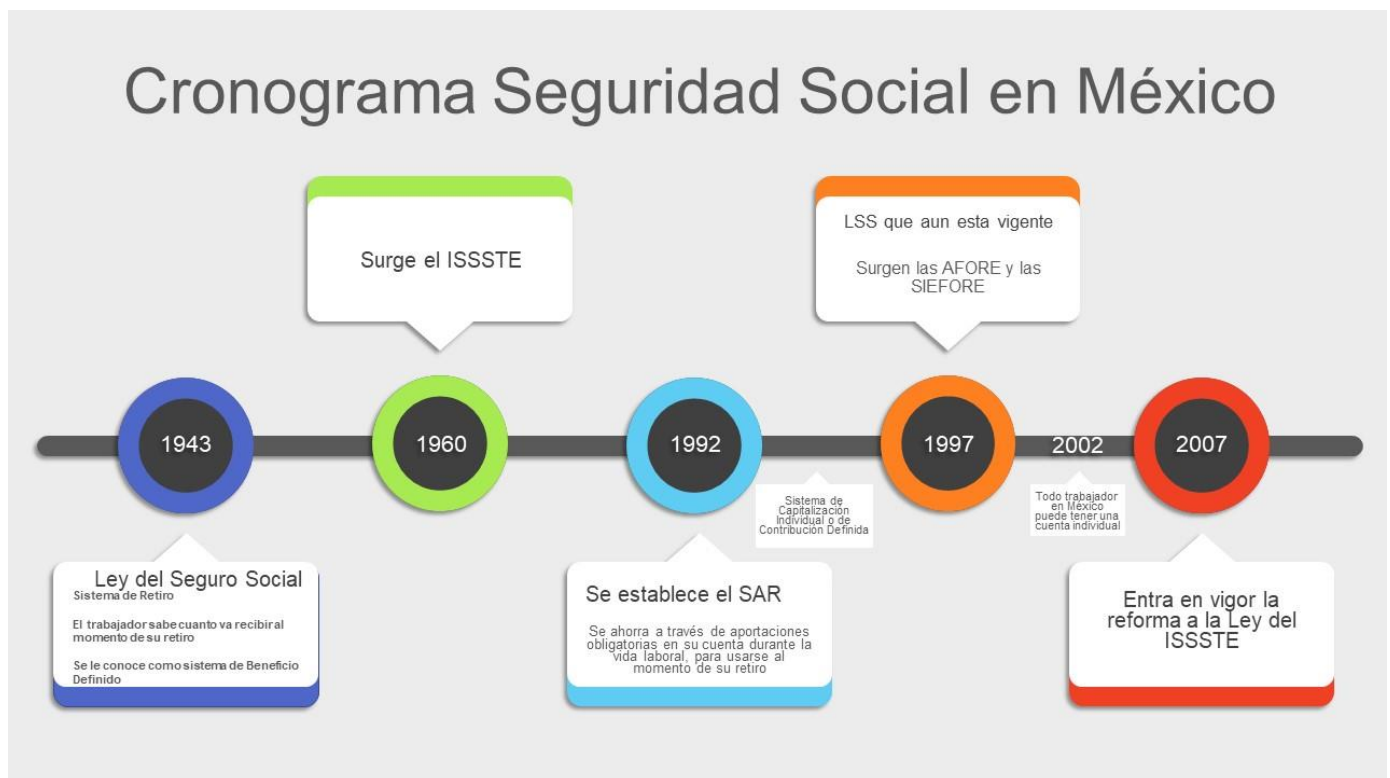 Cronograma Seguridad Social en México
Surge el ISSSTE
LSS que aun esta vigente
Surgen las AFORE y las
SIEFORE
1943
1960
1992
1997
2002
2007
Sistema de
Capitalización
Individual o de
Contribución Definida
Todo trabajador
en México
puede tener una
cuenta individual
Ley del Seguro Social
Sistema de Retiro
El trabajador sabe cuanto va recibir al
momento de su retiro
Se le conoce como sistema de Beneficio
Definido
Se establece el SAR
Se ahorra a través de aportaciones
obligatorias en su cuenta durante la
vida laboral, para usarse al
momento de su retiro
Entra en vigor la
reforma a la Ley del
ISSSTE